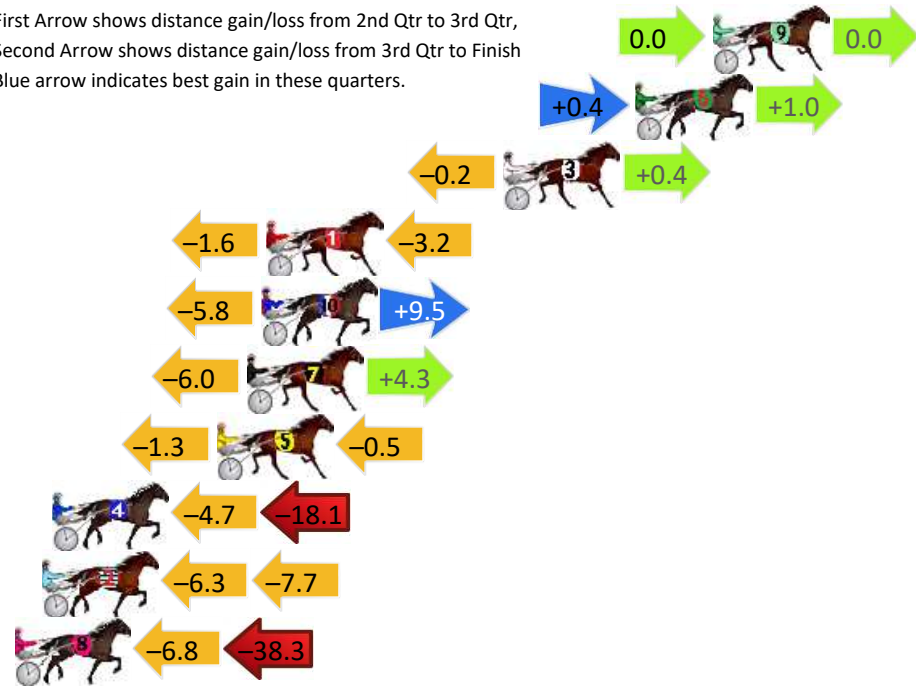 First Arrow shows distance gain/loss from 2nd Qtr to 3rd Qtr,
Second Arrow shows distance gain/loss from 3rd Qtr to Finish
Blue arrow indicates best gain in these quarters.
0.0 9 0.0
+0.4 6 +1.0
–0.2 3 +0.4
–1.6 1 –3.2
–5.8 10 +9.5
–6.0 7 +4.3
–1.3 5 –0.5
4 –4.7 –18.1
2 –6.3 –7.7
8 –6.8 –38.3